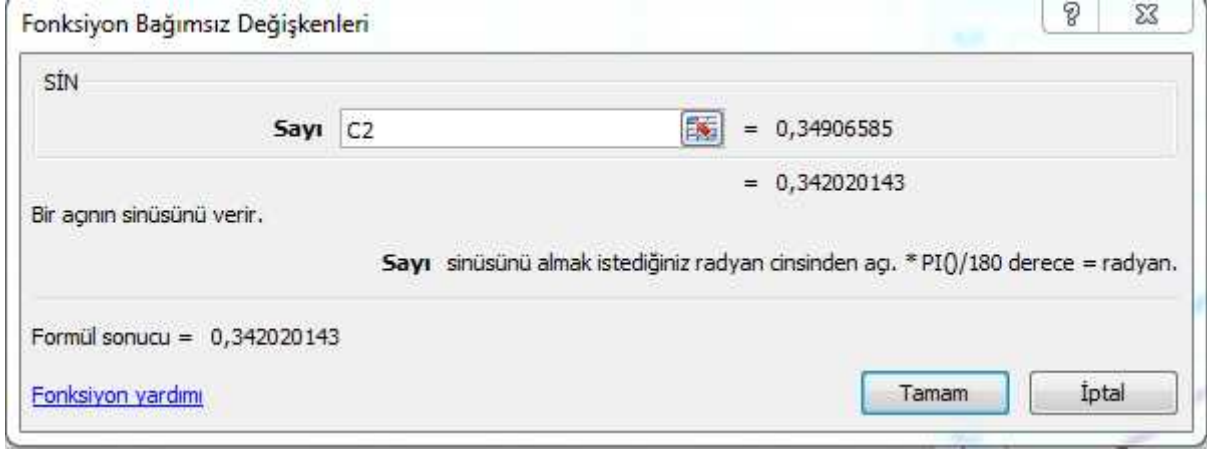 Fonksiyon Bağımsız Değişkenleri
SİN
Sayı C2 = 0,34906585
= 0,342020143
Bir açının sinüsünü verir.
Sayı sinüsünü almak istediğiniz radyan cinsinden açı. * PI()/180 derece = radyan.
Formül sonucu = 0,342020143
Fonksiyon yardımı
Tamam İptal